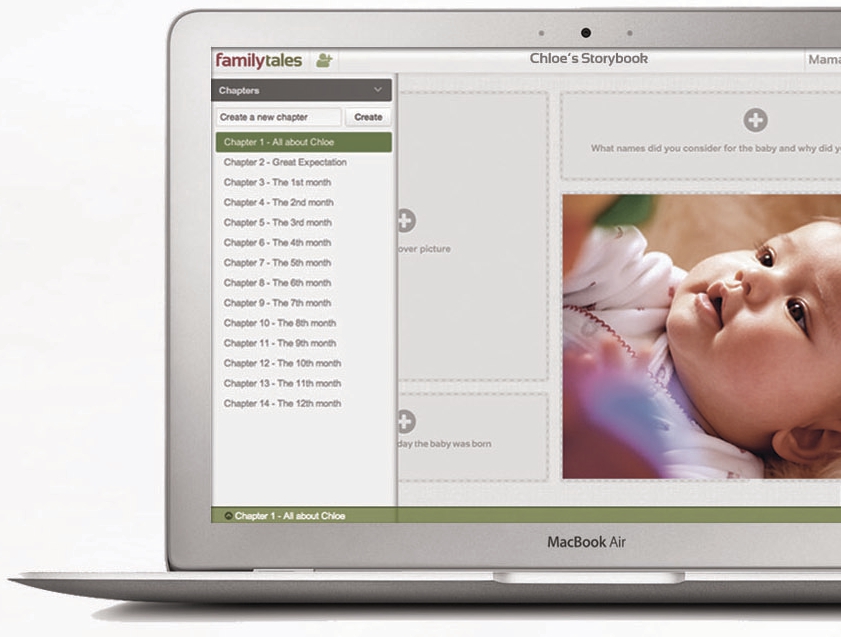 familytales
Chloe's Storybook
Mama
Chapters
Create a new chapter
Create
Chapter 1 - All about Chloe
Chapter 2 - Great Expectation
Chapter 3 - The 1st month
Chapter 4 - The 2nd month
Chapter 5 - The 3rd month
Chapter 6 - The 4th month
Chapter 7 - The 5th month
Chapter 8 - The 6th month
Chapter 9 - The 7th month
Chapter 10 - The 8th month
Chapter 11 - The 9th month
Chapter 12 - The 10th month
Chapter 13 - The 11th month
Chapter 14 - The 12th month
over picture
day the baby was born
What names did you consider for the baby and why did y
Chapter 1 - All about Chloe
MacBook Air